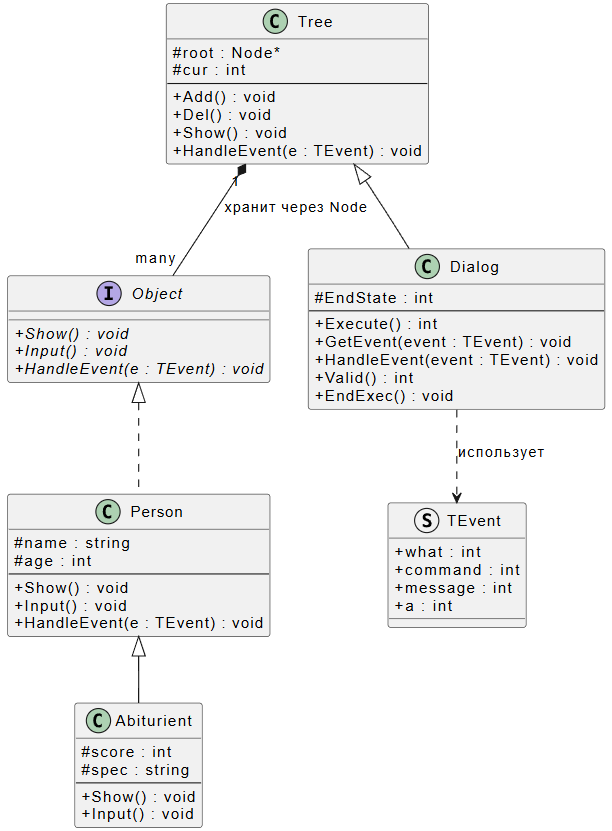 C Tree
#root : Node*
#cur : int
+Add() : void
+Del() : void
+Show() : void
+HandleEvent(e : TEvent) : void
1
хранит через Node
many
I Object
+Show() : void
+Input() : void
+HandleEvent(e : TEvent) : void
C Dialog
#EndState : int
+Execute() : int
+GetEvent(event : TEvent) : void
+HandleEvent(event : TEvent) : void
+Valid() : int
+EndExec() : void
использует
C Person
#name : string
#age : int
+Show() : void
+Input() : void
+HandleEvent(e : TEvent) : void
S TEvent
+what : int
+command : int
+message : int
+a : int
C Abiturient
#score : int
#spec : string
+Show() : void
+Input() : void